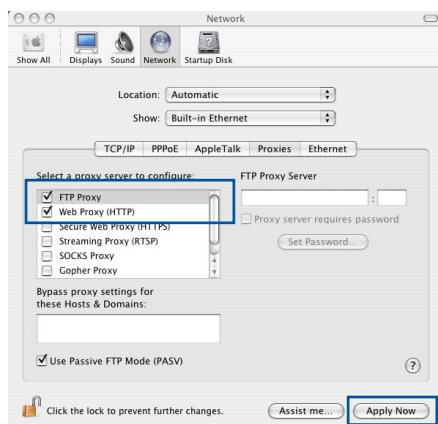 Network
Show All Displays Sound Network Startup Disk
Location: Automatic
Show: Built-in Ethernet
TCP/IP PPPoE AppleTalk Proxies Ethernet
Select a proxy server to configure: FTP Proxy Server
FTP Proxy :
Web Proxy (HTTP) Proxy server requires password
Secure Web Proxy (HTTPS)
Streaming Proxy (RTSP) Set Password...
SOCKS Proxy
Gopher Proxy
Bypass proxy settings for
these Hosts & Domains:
Use Passive FTP Mode (PASV) ?
Click the lock to prevent further changes. Assist me... Apply Now